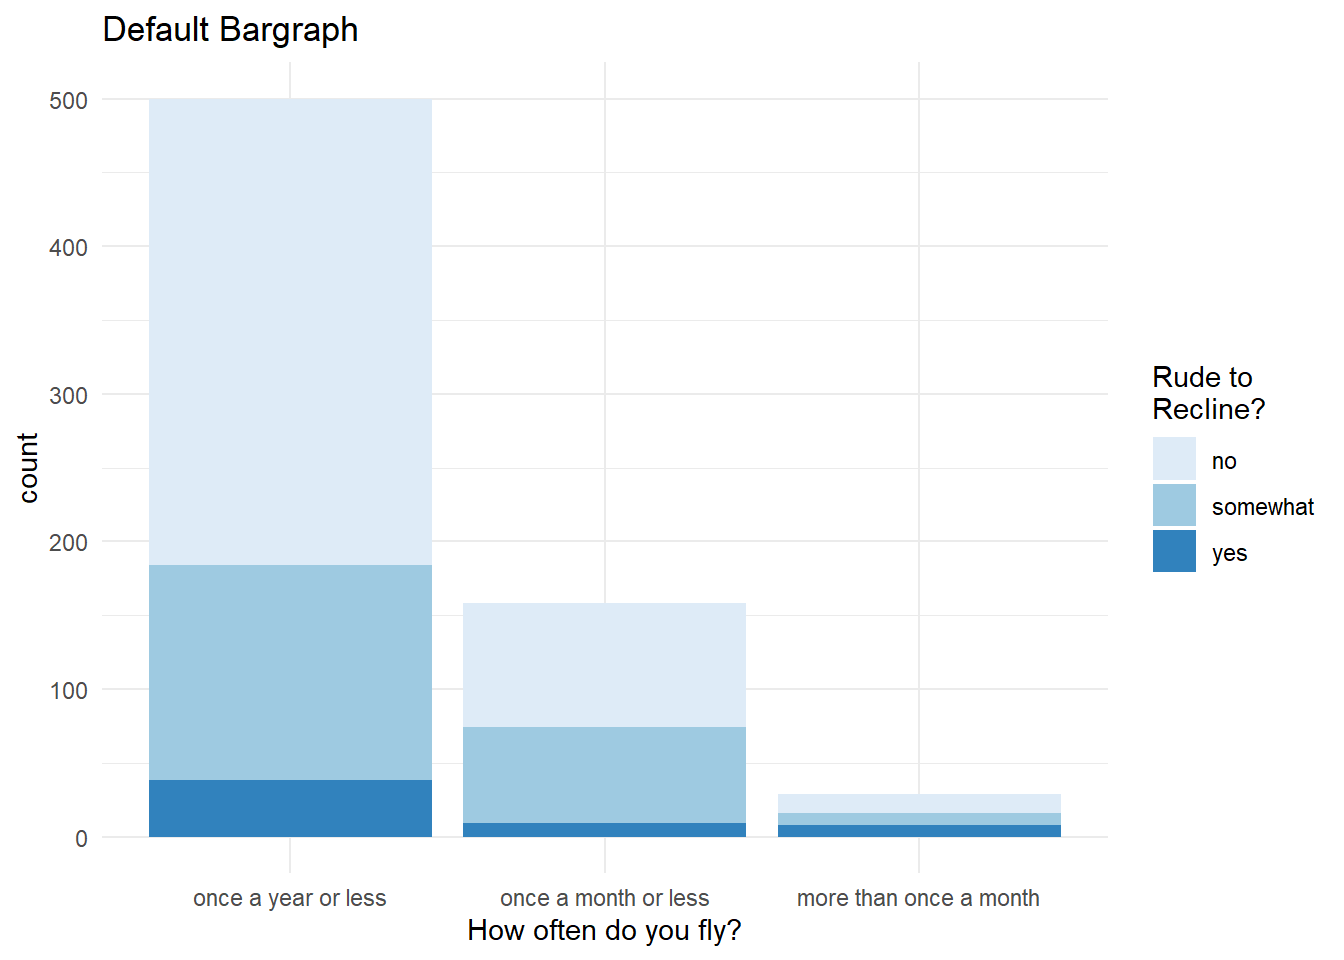 Default Bargraph
500
400
300
200
100
0
count
once a year or less
once a month or less
more than once a month
How often do you fly?
Rude to
Recline?
no
somewhat
yes